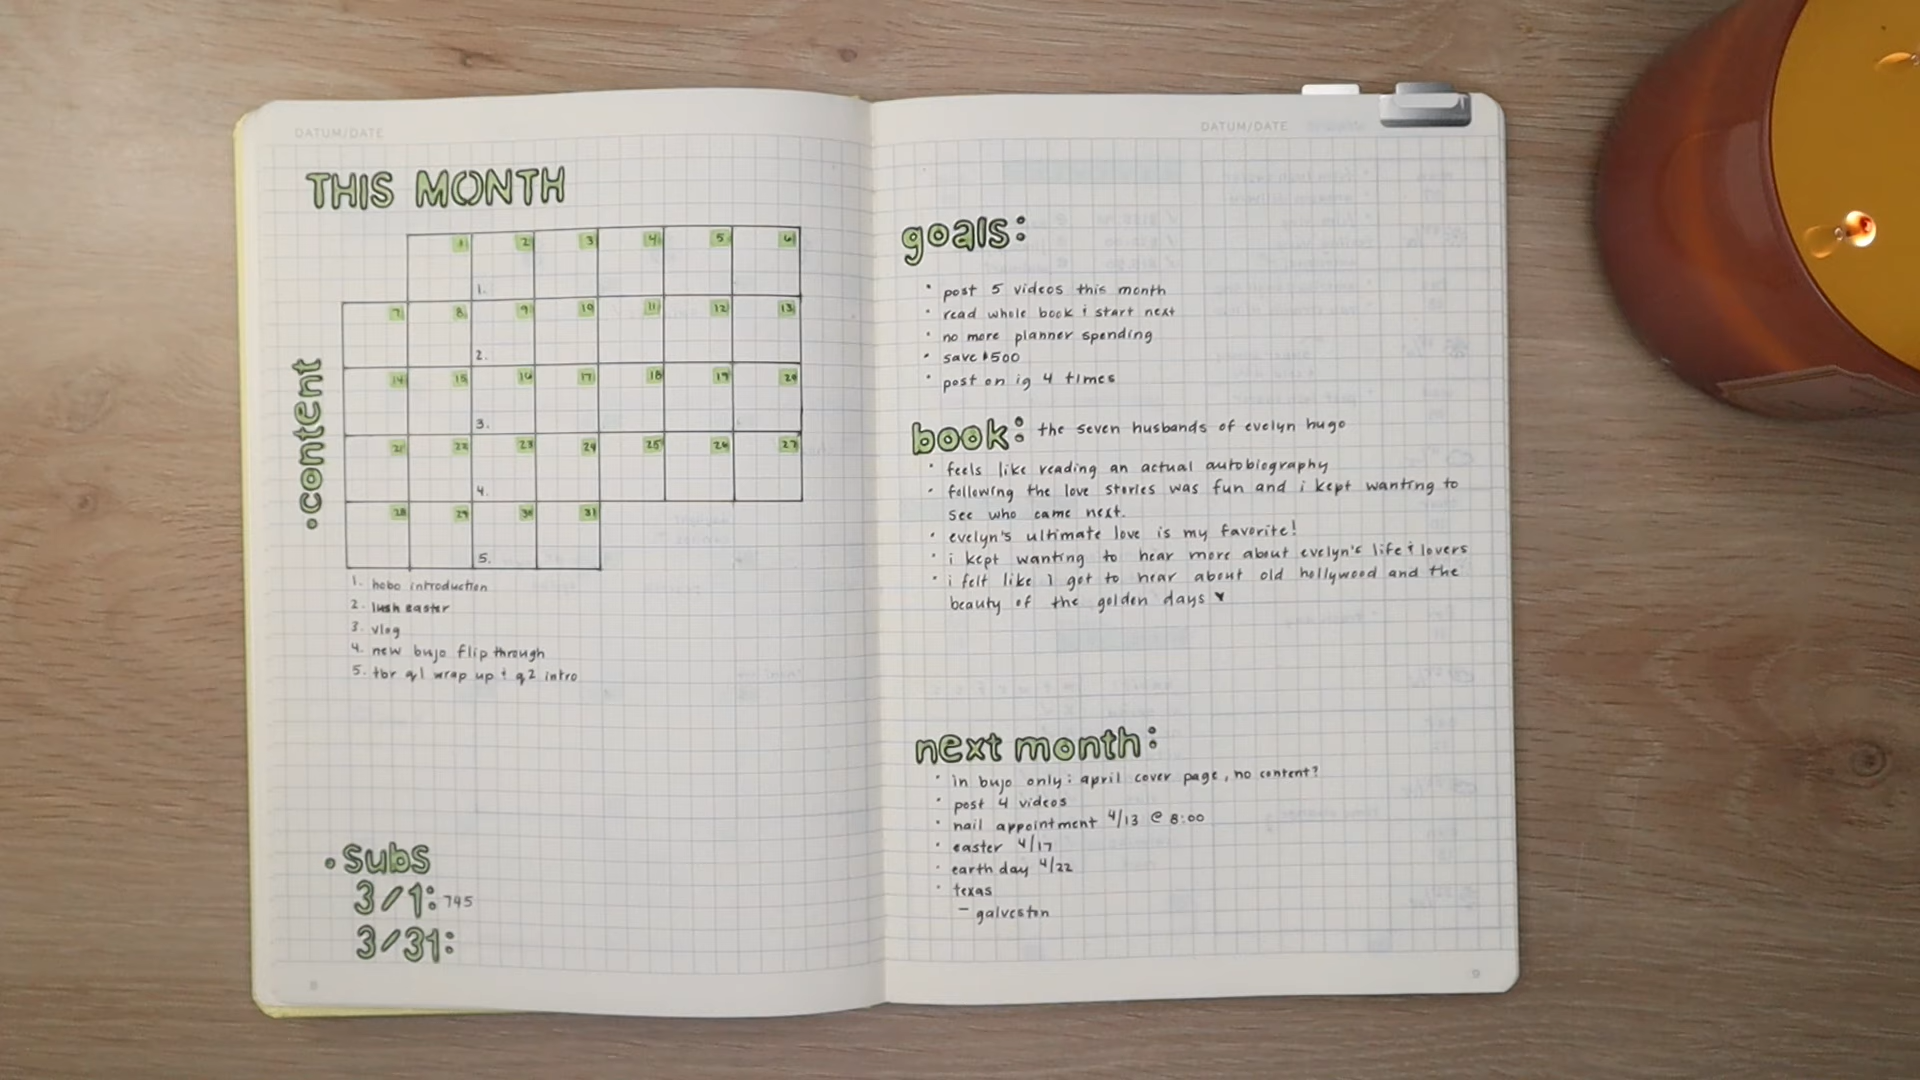 DATUM/DATE
THIS MONTH
1 2 3 4 5 6
1.
7 8 9 10 11 12 13
2.
14 15 16 17 18 19 20
3.
21 22 23 24 25 26 27
4.
28 29 30 31
5.
• content
1. hobo introduction
2. lush easter
3. vlog
4. new bujo flip through
5. tbr q1 wrap up + q2 intro
• subs
3/1: 745
3/31:
8
DATUM/DATE
goals:
• post 5 videos this month
• read whole book i start next
• no more planner spending
• save $500
• post on ig 4 times
book: the seven husbands of evelyn hugo
• feels like reading an actual autobiography
• following the love stories was fun and i kept wanting to
see who came next.
• evelyn's ultimate love is my favorite!
• i kept wanting to hear more about evelyn's life + lovers
• i felt like I got to hear about old hollywood and the
beauty of the golden days ♥
next month:
• in bujo only: april cover page, no content?
• post 4 videos
• nail appointment 4/13 @ 8:00
• easter 4/17
• earth day 4/22
• texas
- galveston
9